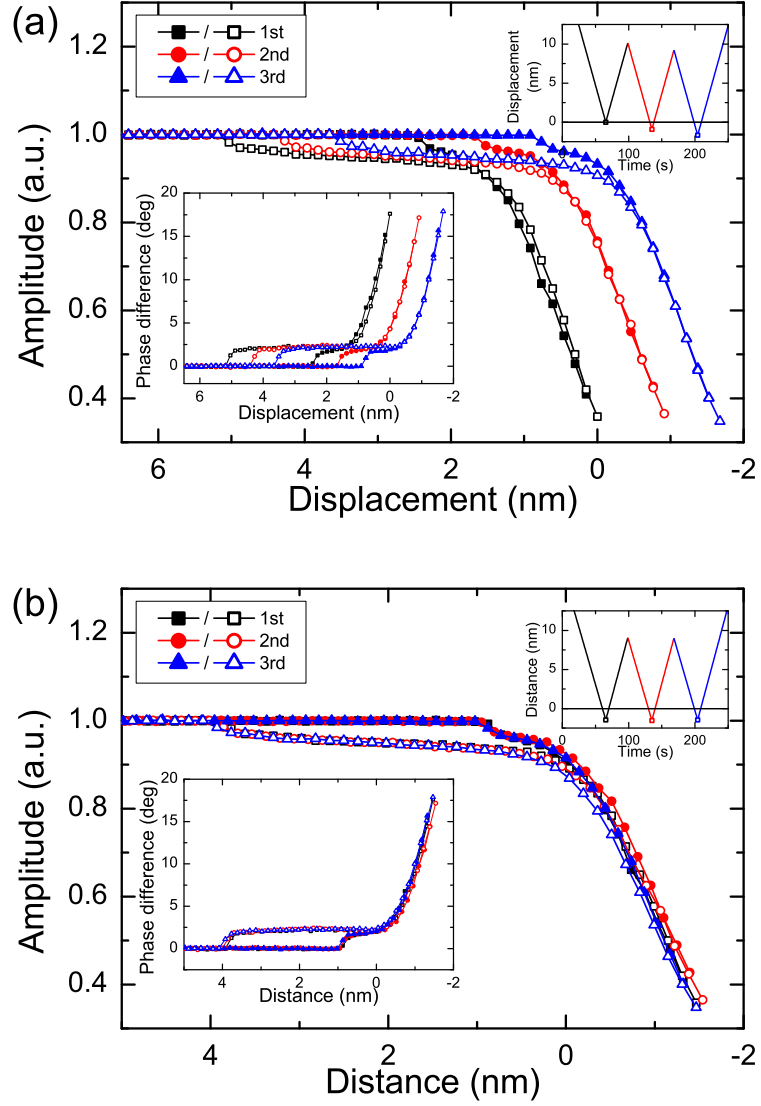 (a)
1.2
1.0
0.8
0.6
0.4
Amplitude (a.u.)
/ 1st
/ 2nd
/ 3rd
10
5
0
Displacement
(nm)
0 200
Time (s)
20
15
10
5
0
Phase difference (deg)
6 4 2 0 -2
Displacement (nm)
6 4 2 0 -2
Displacement (nm)
(b)
1.2
1.0
0.8
0.6
0.4
Amplitude (a.u.)
/ 1st
/ 2nd
/ 3rd
10
5
0
Distance (nm)
0 100 200
Time (s)
20
15
10
5
0
Phase difference (deg)
4 2 0 -2
Distance (nm)
4 2 0 -2
Distance (nm)